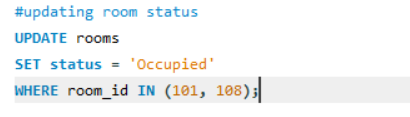 #updating room status
UPDATE rooms
SET status = 'Occupied'
WHERE room_id IN (101, 108);